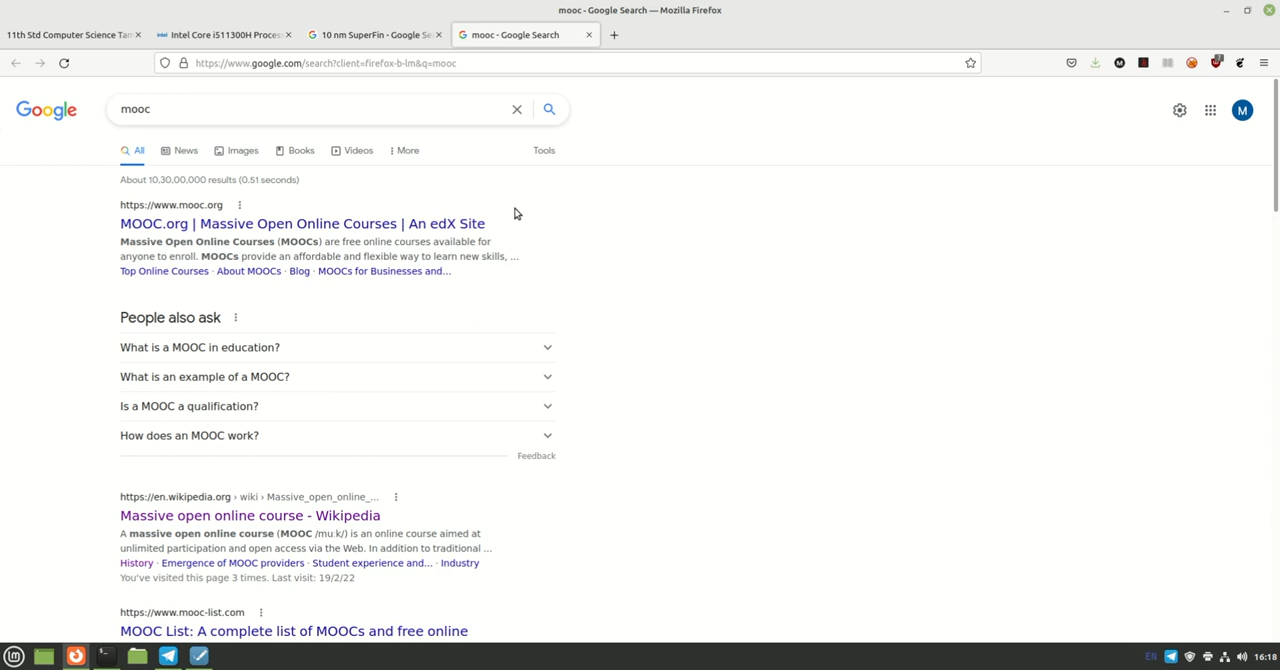 mooc - Google Search — Mozilla Firefox
11th Std Computer Science Tam
Intel Core i511300H Proces
10 nm SuperFin - Google Se
mooc - Google Search
https://www.google.com/search?client=firefox-b-lm&q=mooc
Google
mooc
M
All
News
Images
Books
Videos
More
Tools
About 10,30,00,000 results (0.51 seconds)
https://www.mooc.org
MOOC.org | Massive Open Online Courses | An edX Site
Massive Open Online Courses (MOOCs) are free online courses available for
anyone to enroll. MOOCs provide an affordable and flexible way to learn new skills, ...
Top Online Courses · About MOOCs · Blog · MOOCs for Businesses and...
People also ask
What is a MOOC in education?
What is an example of a MOOC?
Is a MOOC a qualification?
How does an MOOC work?
Feedback
https://en.wikipedia.org › wiki › Massive_open_online_...
Massive open online course - Wikipedia
A massive open online course (MOOC /muːk/) is an online course aimed at
unlimited participation and open access via the Web. In addition to traditional ...
History · Emergence of MOOC providers · Student experience and... · Industry
You've visited this page 3 times. Last visit: 19/2/22
https://www.mooc-list.com
MOOC List: A complete list of MOOCs and free online
EN
16:18